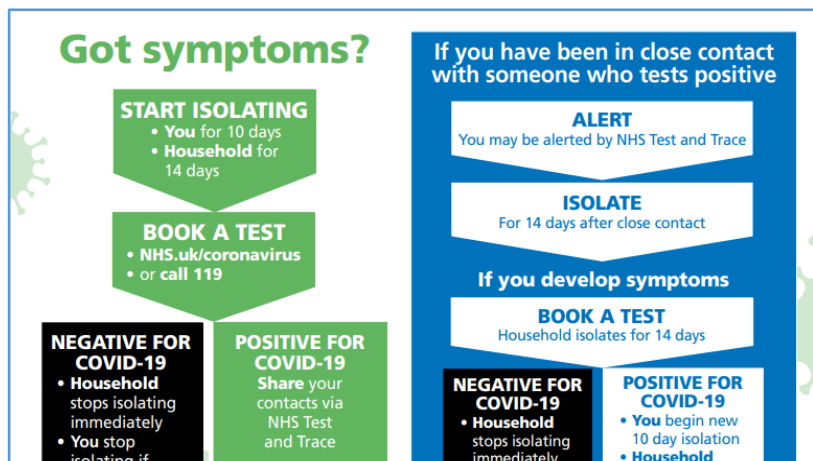 Got symptoms?
START ISOLATING
• You for 10 days
• Household for
14 days
BOOK A TEST
• NHS.uk/coronavirus
• or call 119
NEGATIVE FOR
COVID-19
• Household
stops isolating
immediately
• You stop
isolating if
POSITIVE FOR
COVID-19
Share your
contacts via
NHS Test
and Trace
If you have been in close contact
with someone who tests positive
ALERT
You may be alerted by NHS Test and Trace
ISOLATE
For 14 days after close contact
If you develop symptoms
BOOK A TEST
Household isolates for 14 days
NEGATIVE FOR
COVID-19
• Household
stops isolating
immediately
POSITIVE FOR
COVID-19
• You begin new
10 day isolation
• Household